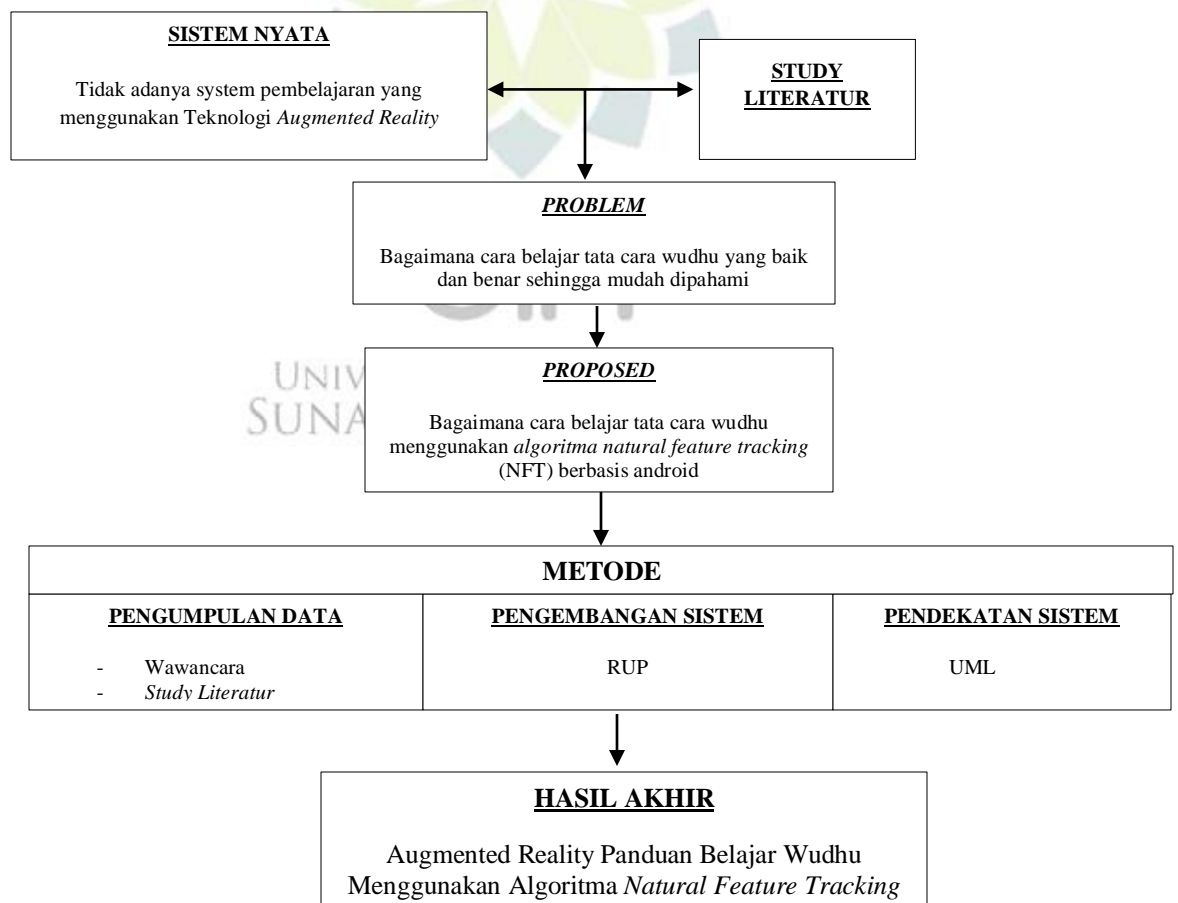 SISTEM NYATA
Tidak adanya system pembelajaran yang
menggunakan Teknologi Augmented Reality
STUDY
LITERATUR
PROBLEM
Bagaimana cara belajar tata cara wudhu yang baik
dan benar sehingga mudah dipahami
PROPOSED
Bagaimana cara belajar tata cara wudhu
menggunakan algoritma natural feature tracking
(NFT) berbasis android
UNIV
SUNA
METODE
PENGUMPULAN DATA
- Wawancara
- Study Literatur
PENGEMBANGAN SISTEM
RUP
PENDEKATAN SISTEM
UML
HASIL AKHIR
Augmented Reality Panduan Belajar Wudhu
Menggunakan Algoritma Natural Feature Tracking